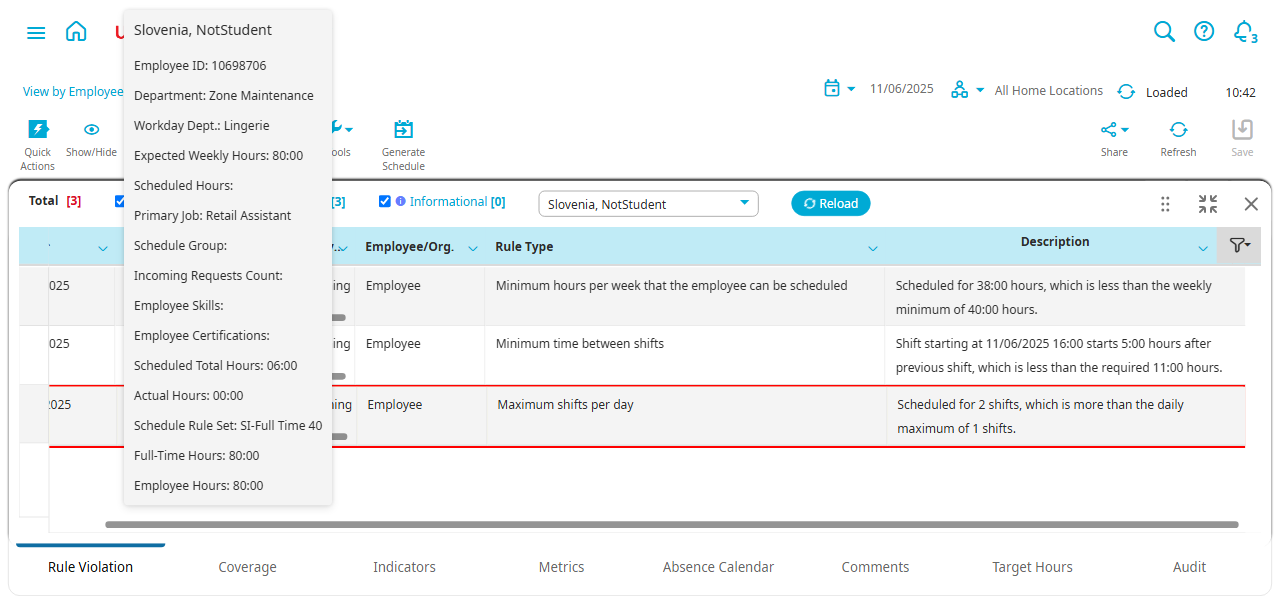 Slovenia, NotStudent
Employee ID: 10698706
Department: Zone Maintenance
Workday Dept.: Lingerie
Expected Weekly Hours: 80:00
Scheduled Hours:
Primary Job: Retail Assistant
Schedule Group:
Incoming Requests Count:
Employee Skills:
Employee Certifications:
Scheduled Total Hours: 06:00
Actual Hours: 00:00
Schedule Rule Set: SI-Full Time 40
Full-Time Hours: 80:00
Employee Hours: 80:00
3
View by Employee
11/06/2025
All Home Locations
Loaded
10:42
Quick
Actions
Show/Hide
ools
Generate
Schedule
Share
Refresh
Save
Total [3]
[3]
Informational [0]
Slovenia, NotStudent
Reload
Employee/Org.
Rule Type
Description
025
ing
Employee
Minimum hours per week that the employee can be scheduled
Scheduled for 38:00 hours, which is less than the weekly
minimum of 40:00 hours.
025
ing
Employee
Minimum time between shifts
Shift starting at 11/06/2025 16:00 starts 5:00 hours after
previous shift, which is less than the required 11:00 hours.
2025
ning
Employee
Maximum shifts per day
Scheduled for 2 shifts, which is more than the daily
maximum of 1 shifts.
Rule Violation
Coverage
Indicators
Metrics
Absence Calendar
Comments
Target Hours
Audit